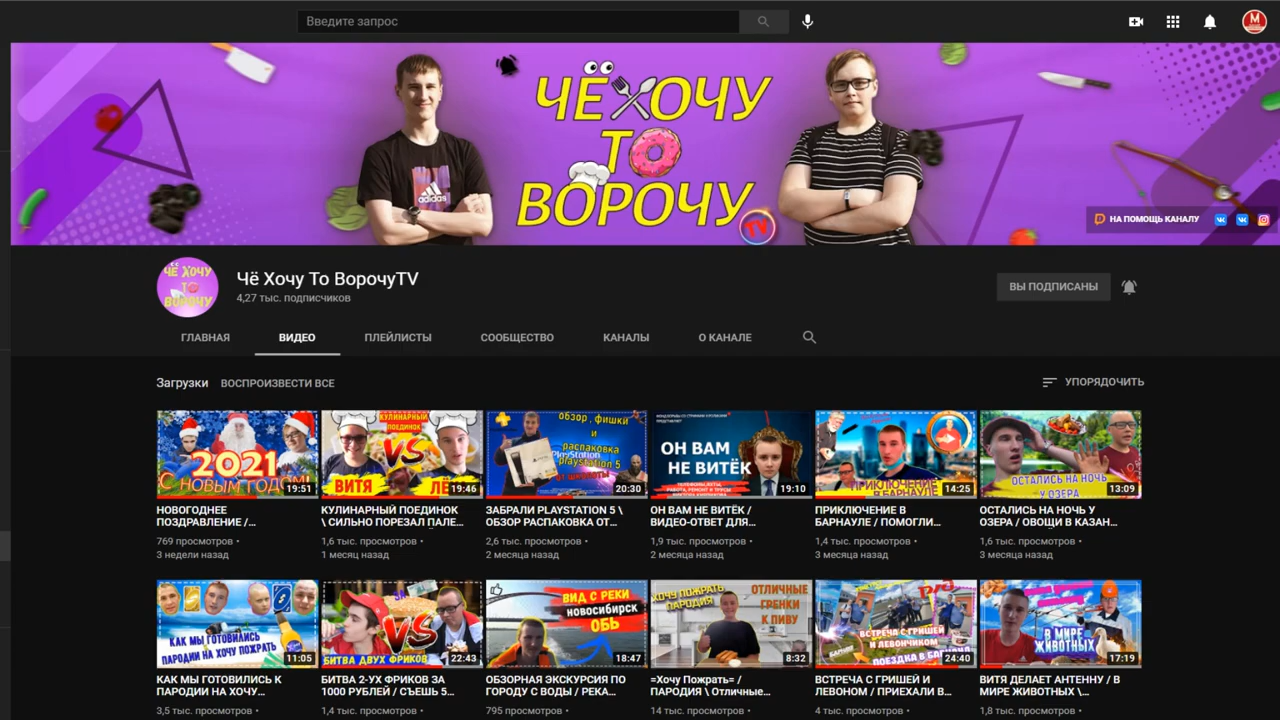 Введите запрос
М
ЧЁ ХОЧУ
ТО
ВОРОЧУ
TV
adidas
НА ПОМОЩЬ КАНАЛУ
ЧЁ ХОЧУ
ТО
ВОРОЧУ
Чё Хочу То ВорочуTV
4,27 тыс. подписчиков
ВЫ ПОДПИСАНЫ
ГЛАВНАЯ
ВИДЕО
ПЛЕЙЛИСТЫ
СООБЩЕСТВО
КАНАЛЫ
О КАНАЛЕ
Загрузки
ВОСПРОИЗВЕСТИ ВСЕ
УПОРЯДОЧИТЬ
2021
С НОВЫМ ГОДОМ!
19:51
КУЛИНАРНЫЙ
ПОЕДИНОК
VS
ВИТЯ
19:46
обзор, фишки
и
распаковка
playstation 5
20:30
ОН ВАМ
НЕ ВИТЁК
19:10
ПРИКЛЮЧЕНИЕ
В БАРНАУЛЕ
14:25
ОСТАЛИСЬ НА НОЧЬ
У ОЗЕРА
13:09
НОВОГОДНЕЕ
ПОЗДРАВЛЕНИЕ /...
КУЛИНАРНЫЙ ПОЕДИНОК
\ СИЛЬНО ПОРЕЗАЛ ПАЛЕ...
ЗАБРАЛИ PLAYSTATION 5 \
ОБЗОР РАСПАКОВКА ОТ...
ОН ВАМ НЕ ВИТЁК /
ВИДЕО-ОТВЕТ ДЛЯ...
ПРИКЛЮЧЕНИЕ В
БАРНАУЛЕ / ПОМОГЛИ...
ОСТАЛИСЬ НА НОЧЬ У
ОЗЕРА / ОВОЩИ В КАЗАН...
769 просмотров •
3 недели назад
1,6 тыс. просмотров •
1 месяц назад
2,6 тыс. просмотров •
2 месяца назад
1,9 тыс. просмотров •
2 месяца назад
1,4 тыс. просмотров •
3 месяца назад
1,6 тыс. просмотров •
3 месяца назад
КАК МЫ ГОТОВИЛИСЬ
ПАРОДИИ НА ХОЧУ ПОЖРАТЬ
11:05
ЗА
VS
БИТВА ДВУХ ФРИКОВ
22:43
ВИД С РЕКИ
НОВОСИБИРСК
ОБЬ
18:47
ХОЧУ ПОЖРАТЬ
ПАРОДИЯ
ОТЛИЧНЫЕ
ГРЕНКИ
К ПИВУ
8:32
ВСТРЕЧА С ГРИШЕЙ
И ЛЕВОНЧИКОМ
ПОЕЗДКА В БАРНАУЛ
24:40
В МИРЕ
ЖИВОТНЫХ
17:19
КАК МЫ ГОТОВИЛИСЬ К
ПАРОДИИ НА ХОЧУ...
БИТВА 2-УХ ФРИКОВ ЗА
1000 РУБЛЕЙ / СЪЕШЬ 5...
ОБЗОРНАЯ ЭКСКУРСИЯ ПО
ГОРОДУ С ВОДЫ / РЕКА...
=Хочу Пожрать= /
ПАРОДИЯ \ Отличные...
ВСТРЕЧА С ГРИШЕЙ И
ЛЕВОНОМ / ПРИЕХАЛИ В...
ВИТЯ ДЕЛАЕТ АНТЕННУ / В
МИРЕ ЖИВОТНЫХ \...
3,5 тыс. просмотров •
1,4 тыс. просмотров •
795 просмотров •
14 тыс. просмотров •
4 тыс. просмотров •
1,8 тыс. просмотров •